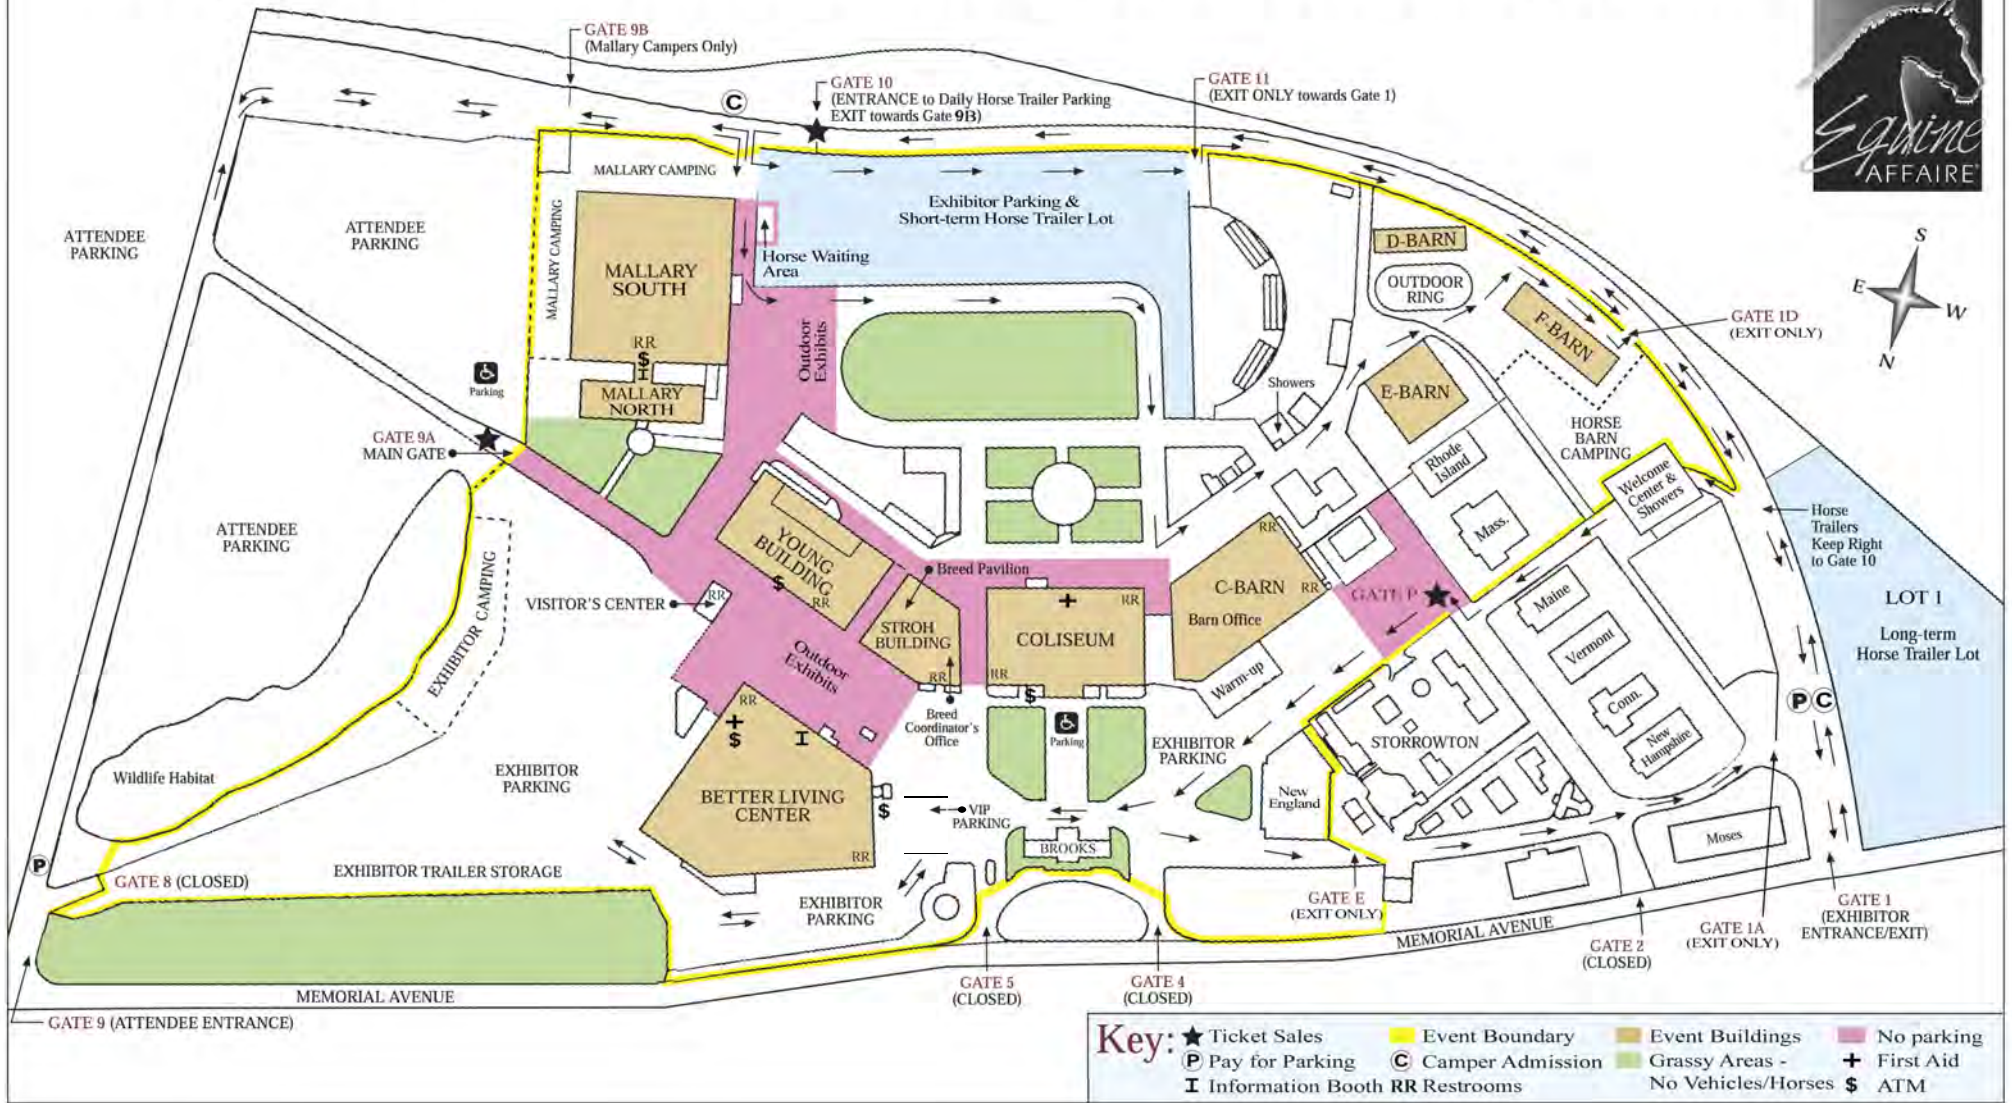 GATE 9B
(Mallary Campers Only)
GATE 10
(ENTRANCE to Daily Horse Trailer Parking
EXIT towards Gate 9B)
GATE 11
(EXIT ONLY towards Gate 1)
Equine
AFFAIRE
C
MALLARY CAMPING
MALLARY CAMPING
ATTENDEE
PARKING
ATTENDEE
PARKING
Exhibitor Parking &
Short-term Horse Trailer Lot
Horse Waiting
Area
D-BARN
OUTDOOR
RING
S
E
W
N
MALLARY
SOUTH
RR
$
I
MALLARY
NORTH
Outdoor
Exhibits
F-BARN
GATE 1D
(EXIT ONLY)
Parking
Showers
E-BARN
HORSE
BARN
CAMPING
GATE 9A
MAIN GATE
Rhode
Island
Welcome
Center &
Showers
Mass.
Horse
Trailers
Keep Right
to Gate 10
ATTENDEE
PARKING
YOUNG
BUILDING
$
RR
RR
Breed Pavilion
C-BARN
RR
Barn Office
GATE P
LOT 1
Long-term
Horse Trailer Lot
EXHIBITOR CAMPING
VISITOR'S CENTER
RR
STROH
BUILDING
RR
RR
COLISEUM
RR
$
Outdoor
Exhibits
Maine
Vermont
Conn.
New
Hampshire
Warm-up
P C
RR
$
I
Breed
Coordinator's
Office
Parking
EXHIBITOR
PARKING
STORROWTON
Wildlife Habitat
EXHIBITOR
PARKING
BETTER LIVING
CENTER
$
RR
VIP
PARKING
New
England
BROOKS
Moses
P
GATE 8 (CLOSED)
EXHIBITOR TRAILER STORAGE
EXHIBITOR
PARKING
GATE E
(EXIT ONLY)
MEMORIAL AVENUE
GATE 2
(CLOSED)
GATE 1A
(EXIT ONLY)
GATE 1
(EXHIBITOR
ENTRANCE/EXIT)
GATE 5
(CLOSED)
GATE 4
(CLOSED)
MEMORIAL AVENUE
GATE 9 (ATTENDEE ENTRANCE)
Key:
Ticket Sales
Event Boundary
Event Buildings
No parking
P Pay for Parking
C Camper Admission
Grassy Areas -
No Vehicles/Horses
First Aid
I Information Booth
RR Restrooms
$ ATM